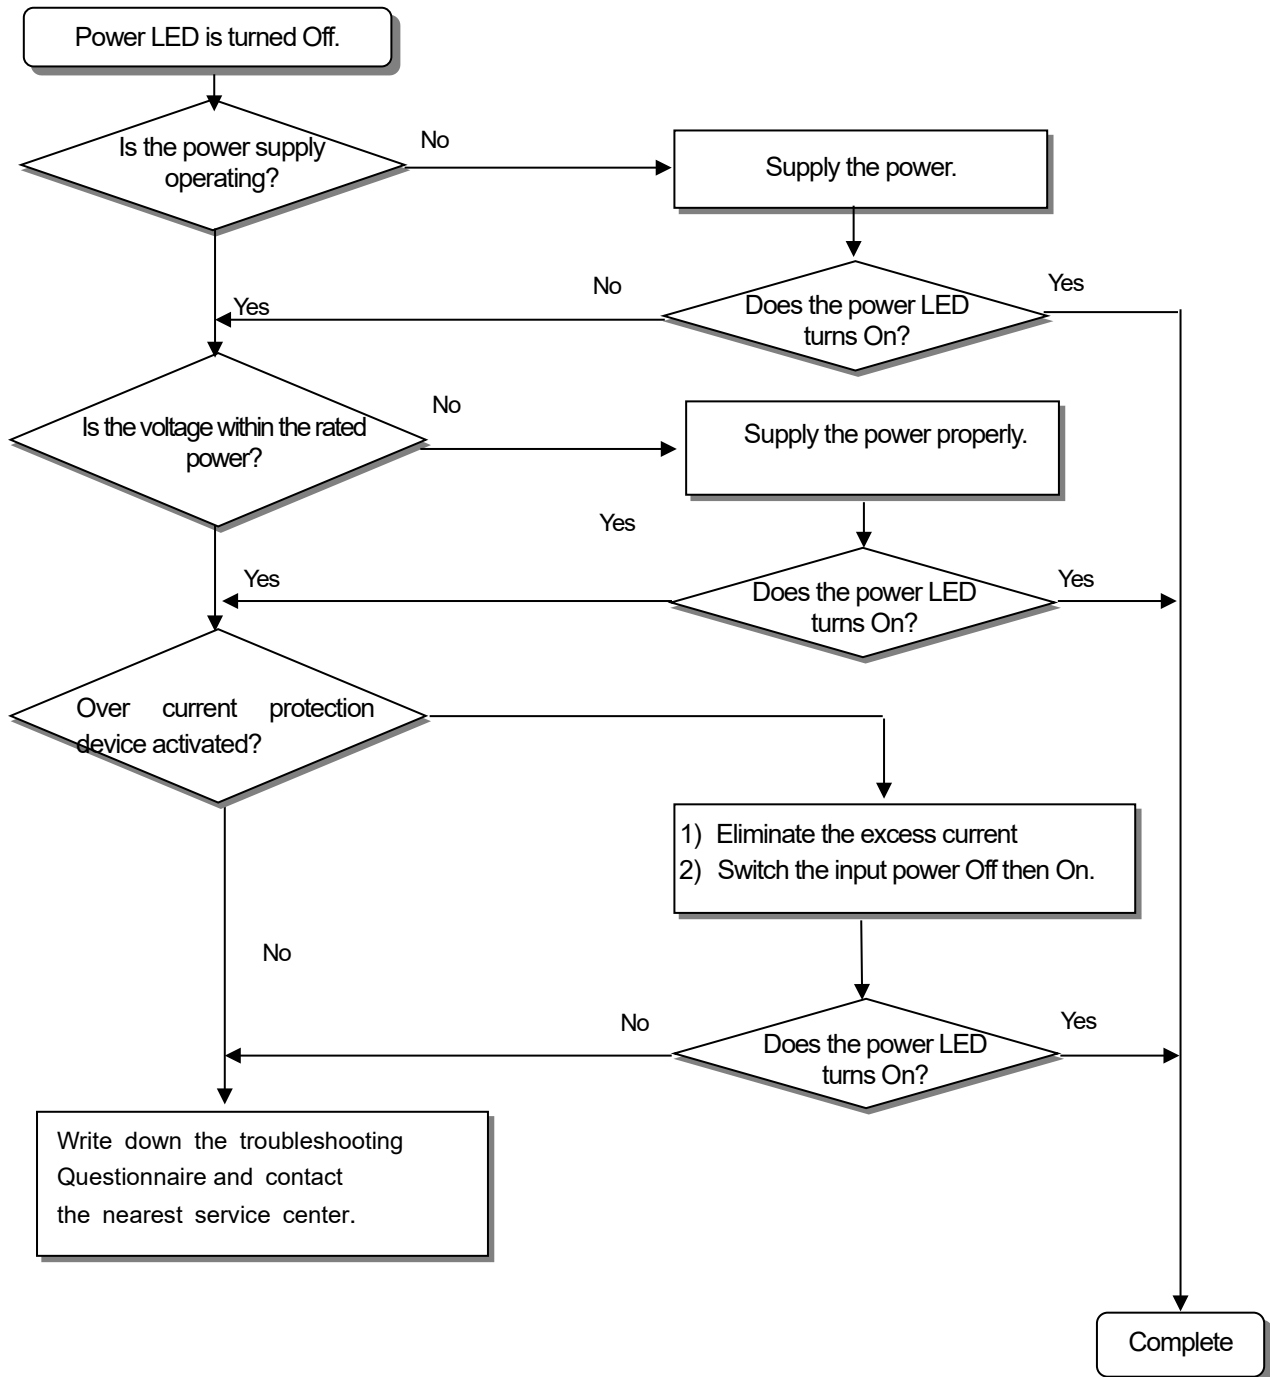 Power LED is turned Off.
Is the power supply
operating?
No
Supply the power.
Yes
No
Does the power LED
turns On?
Yes
Is the voltage within the rated
power?
No
Supply the power properly.
Yes
Yes
Does the power LED
turns On?
Yes
Over current protection
device activated?
1) Eliminate the excess current
2) Switch the input power Off then On.
No
No
Does the power LED
turns On?
Yes
Write down the troubleshooting
Questionnaire and contact
the nearest service center.
Complete